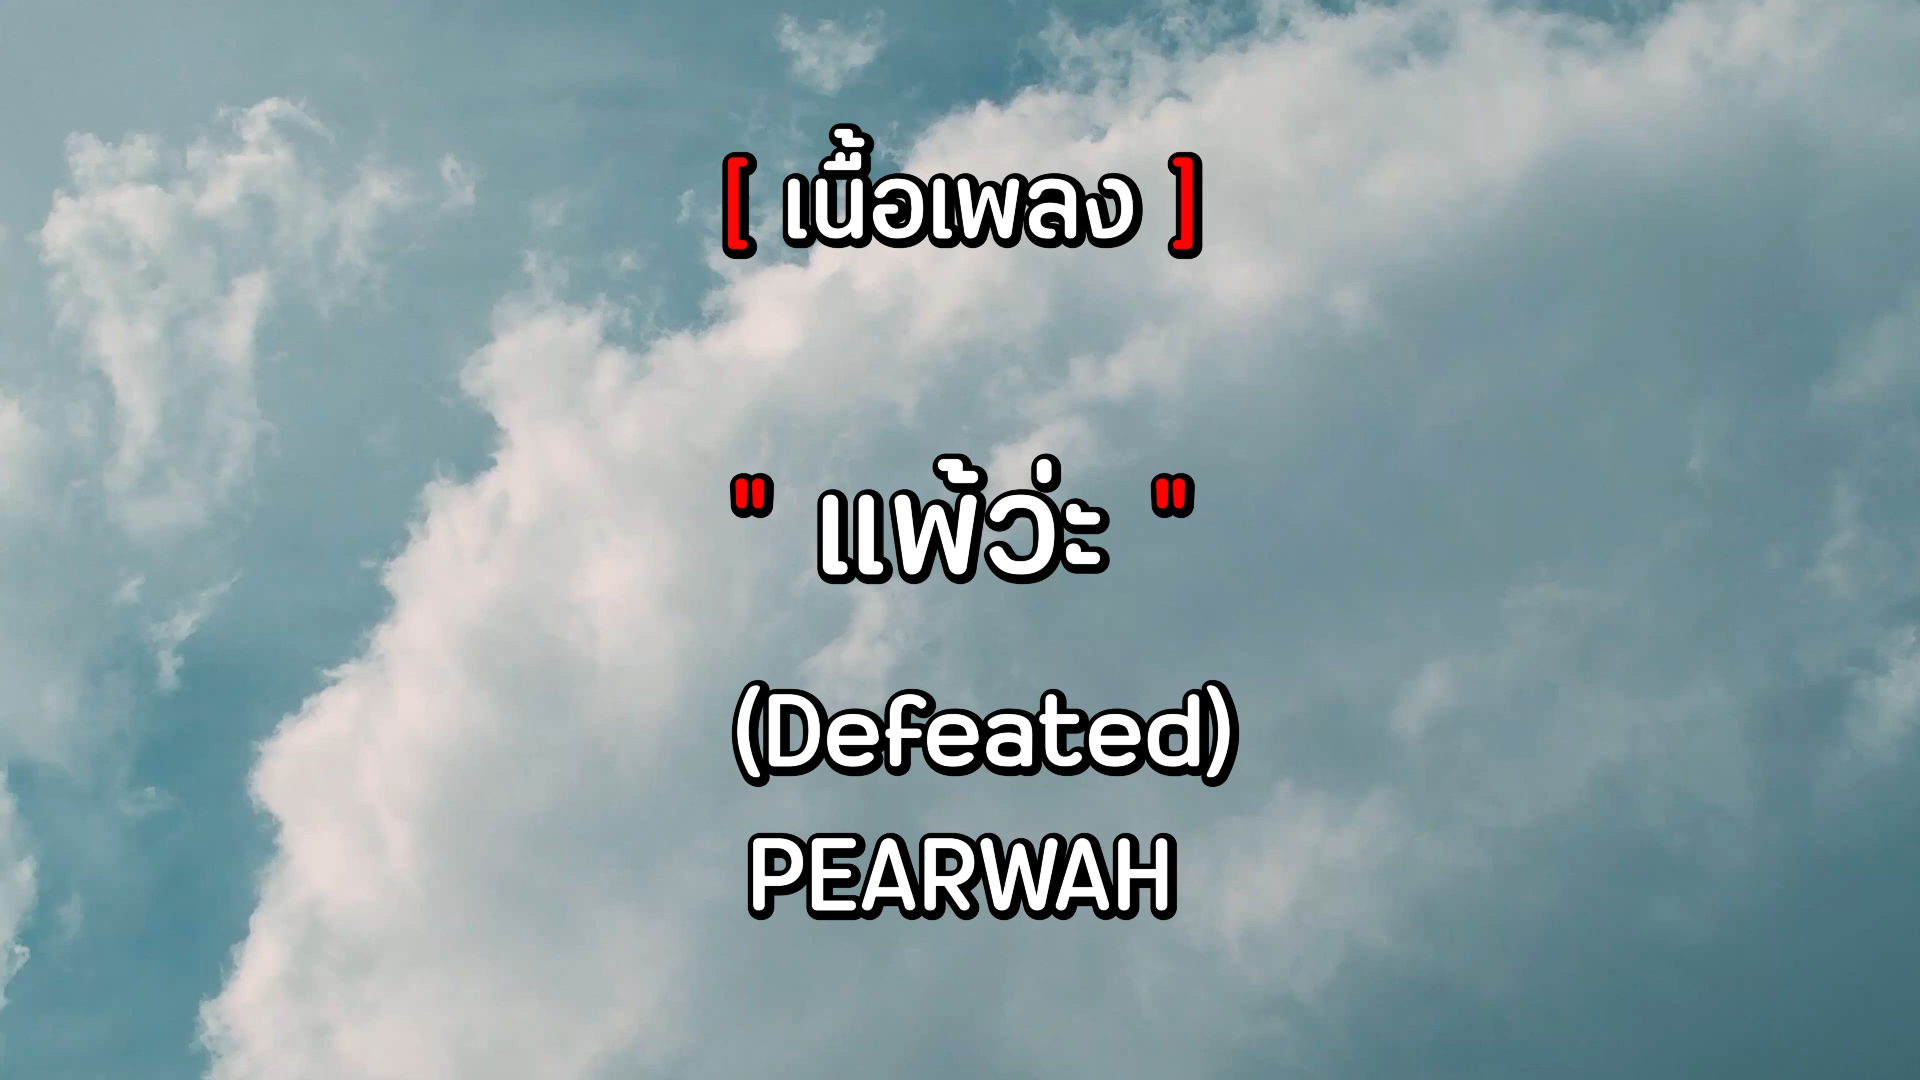 [ เนื้อเพลง ]
" แพ้ว่ะ "
(Defeated)
PEARWAH